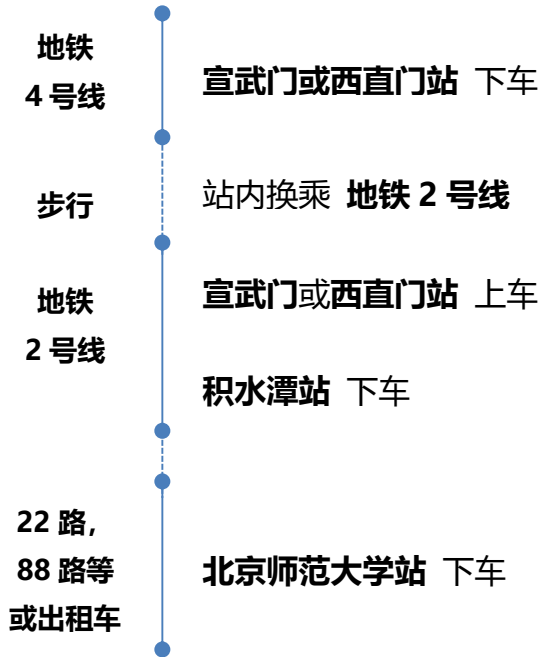 地铁
4 号线
宣武门或西直门站 下车
步行
站内换乘 地铁 2 号线
地铁
2 号线
宣武门或西直门站 上车
积水潭站 下车
22 路，
88 路等
或出租车
北京师范大学站 下车